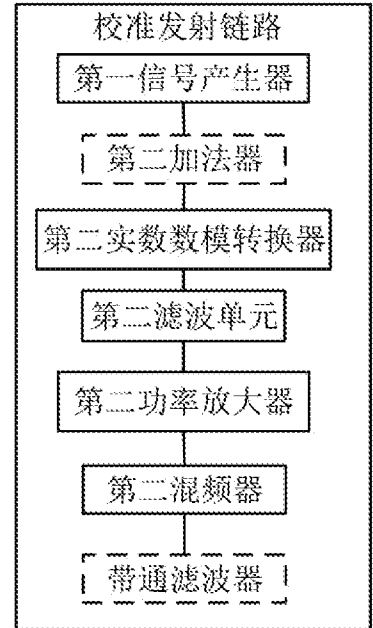 校准发射链路
第一信号产生器
第二加法器
第二实数数模转换器
第二滤波单元
第二功率放大器
第二混频器
带通滤波器